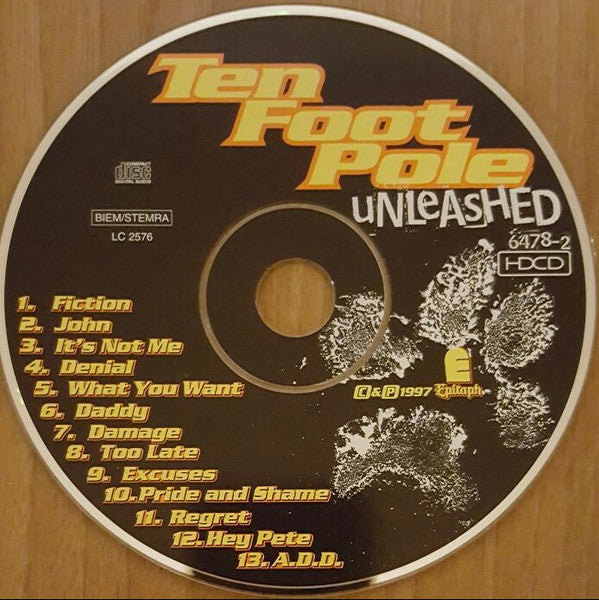 Ten
Foot
Pole
UNLEASHED
COMPACT
disc
DIGITAL AUDIO
BIEM/STEMRA
LC 2576
6478-2
HDCD
1. Fiction
2. John
3. It's Not Me
4. Denial
5. What You Want
6. Daddy
7. Damage
8. Too Late
9. Excuses
10. Pride and Shame
11. Regret
12. Hey Pete
13. A.D.D.
E
©&℗1997 Epitaph